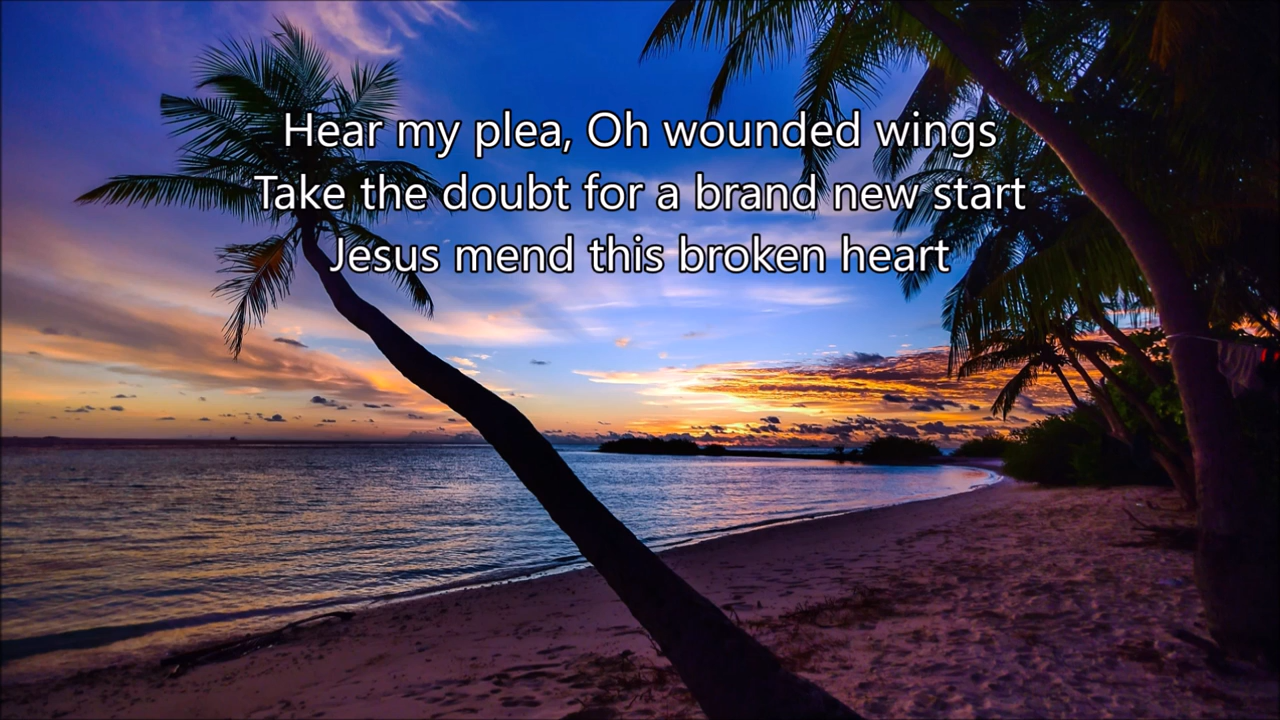 Hear my plea, Oh wounded wings
Take the doubt for a brand new start
Jesus mend this broken heart